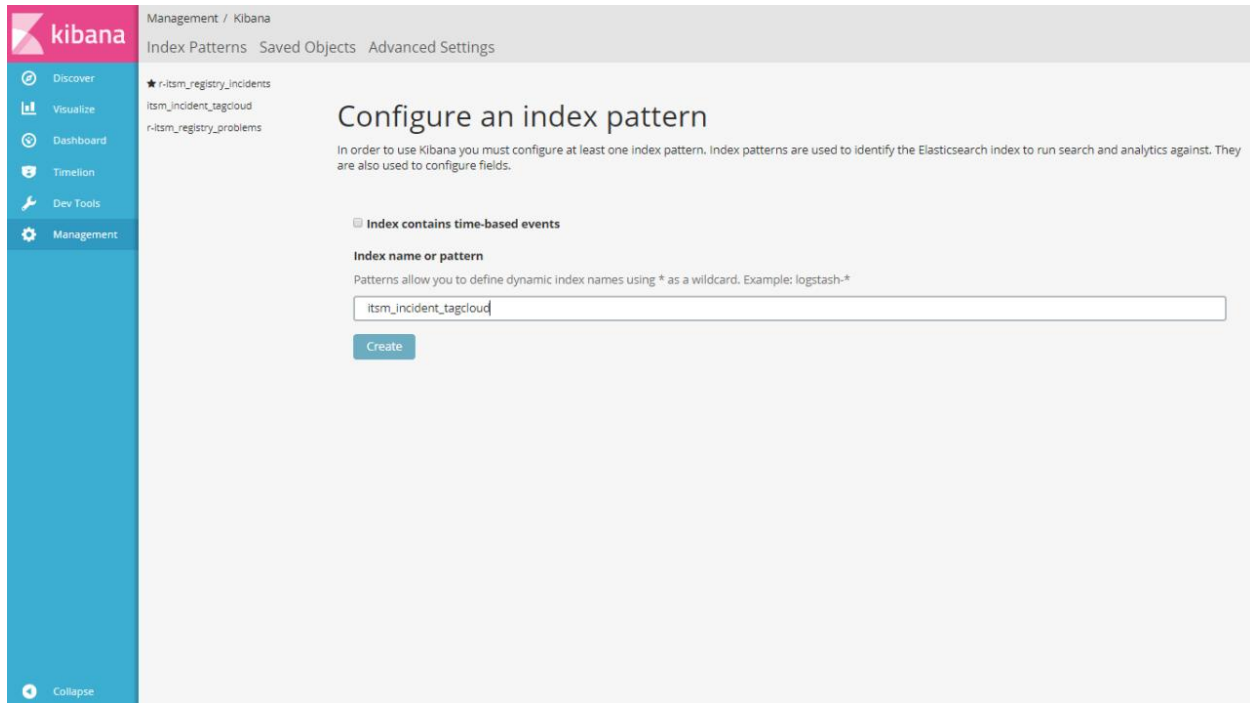 kibana
Discover
Visualize
Dashboard
Timelion
Dev Tools
Management
Collapse
Management / Kibana
Index Patterns Saved Objects Advanced Settings
★ r-itsm_registry_incidents
itsm_incident_tagcloud
r-itsm_registry_problems
Configure an index pattern
In order to use Kibana you must configure at least one index pattern. Index patterns are used to identify the Elasticsearch index to run search and analytics against. They
are also used to configure fields.
Index contains time-based events
Index name or pattern
Patterns allow you to define dynamic index names using * as a wildcard. Example: logstash-*
itsm_incident_tagcloud
Create